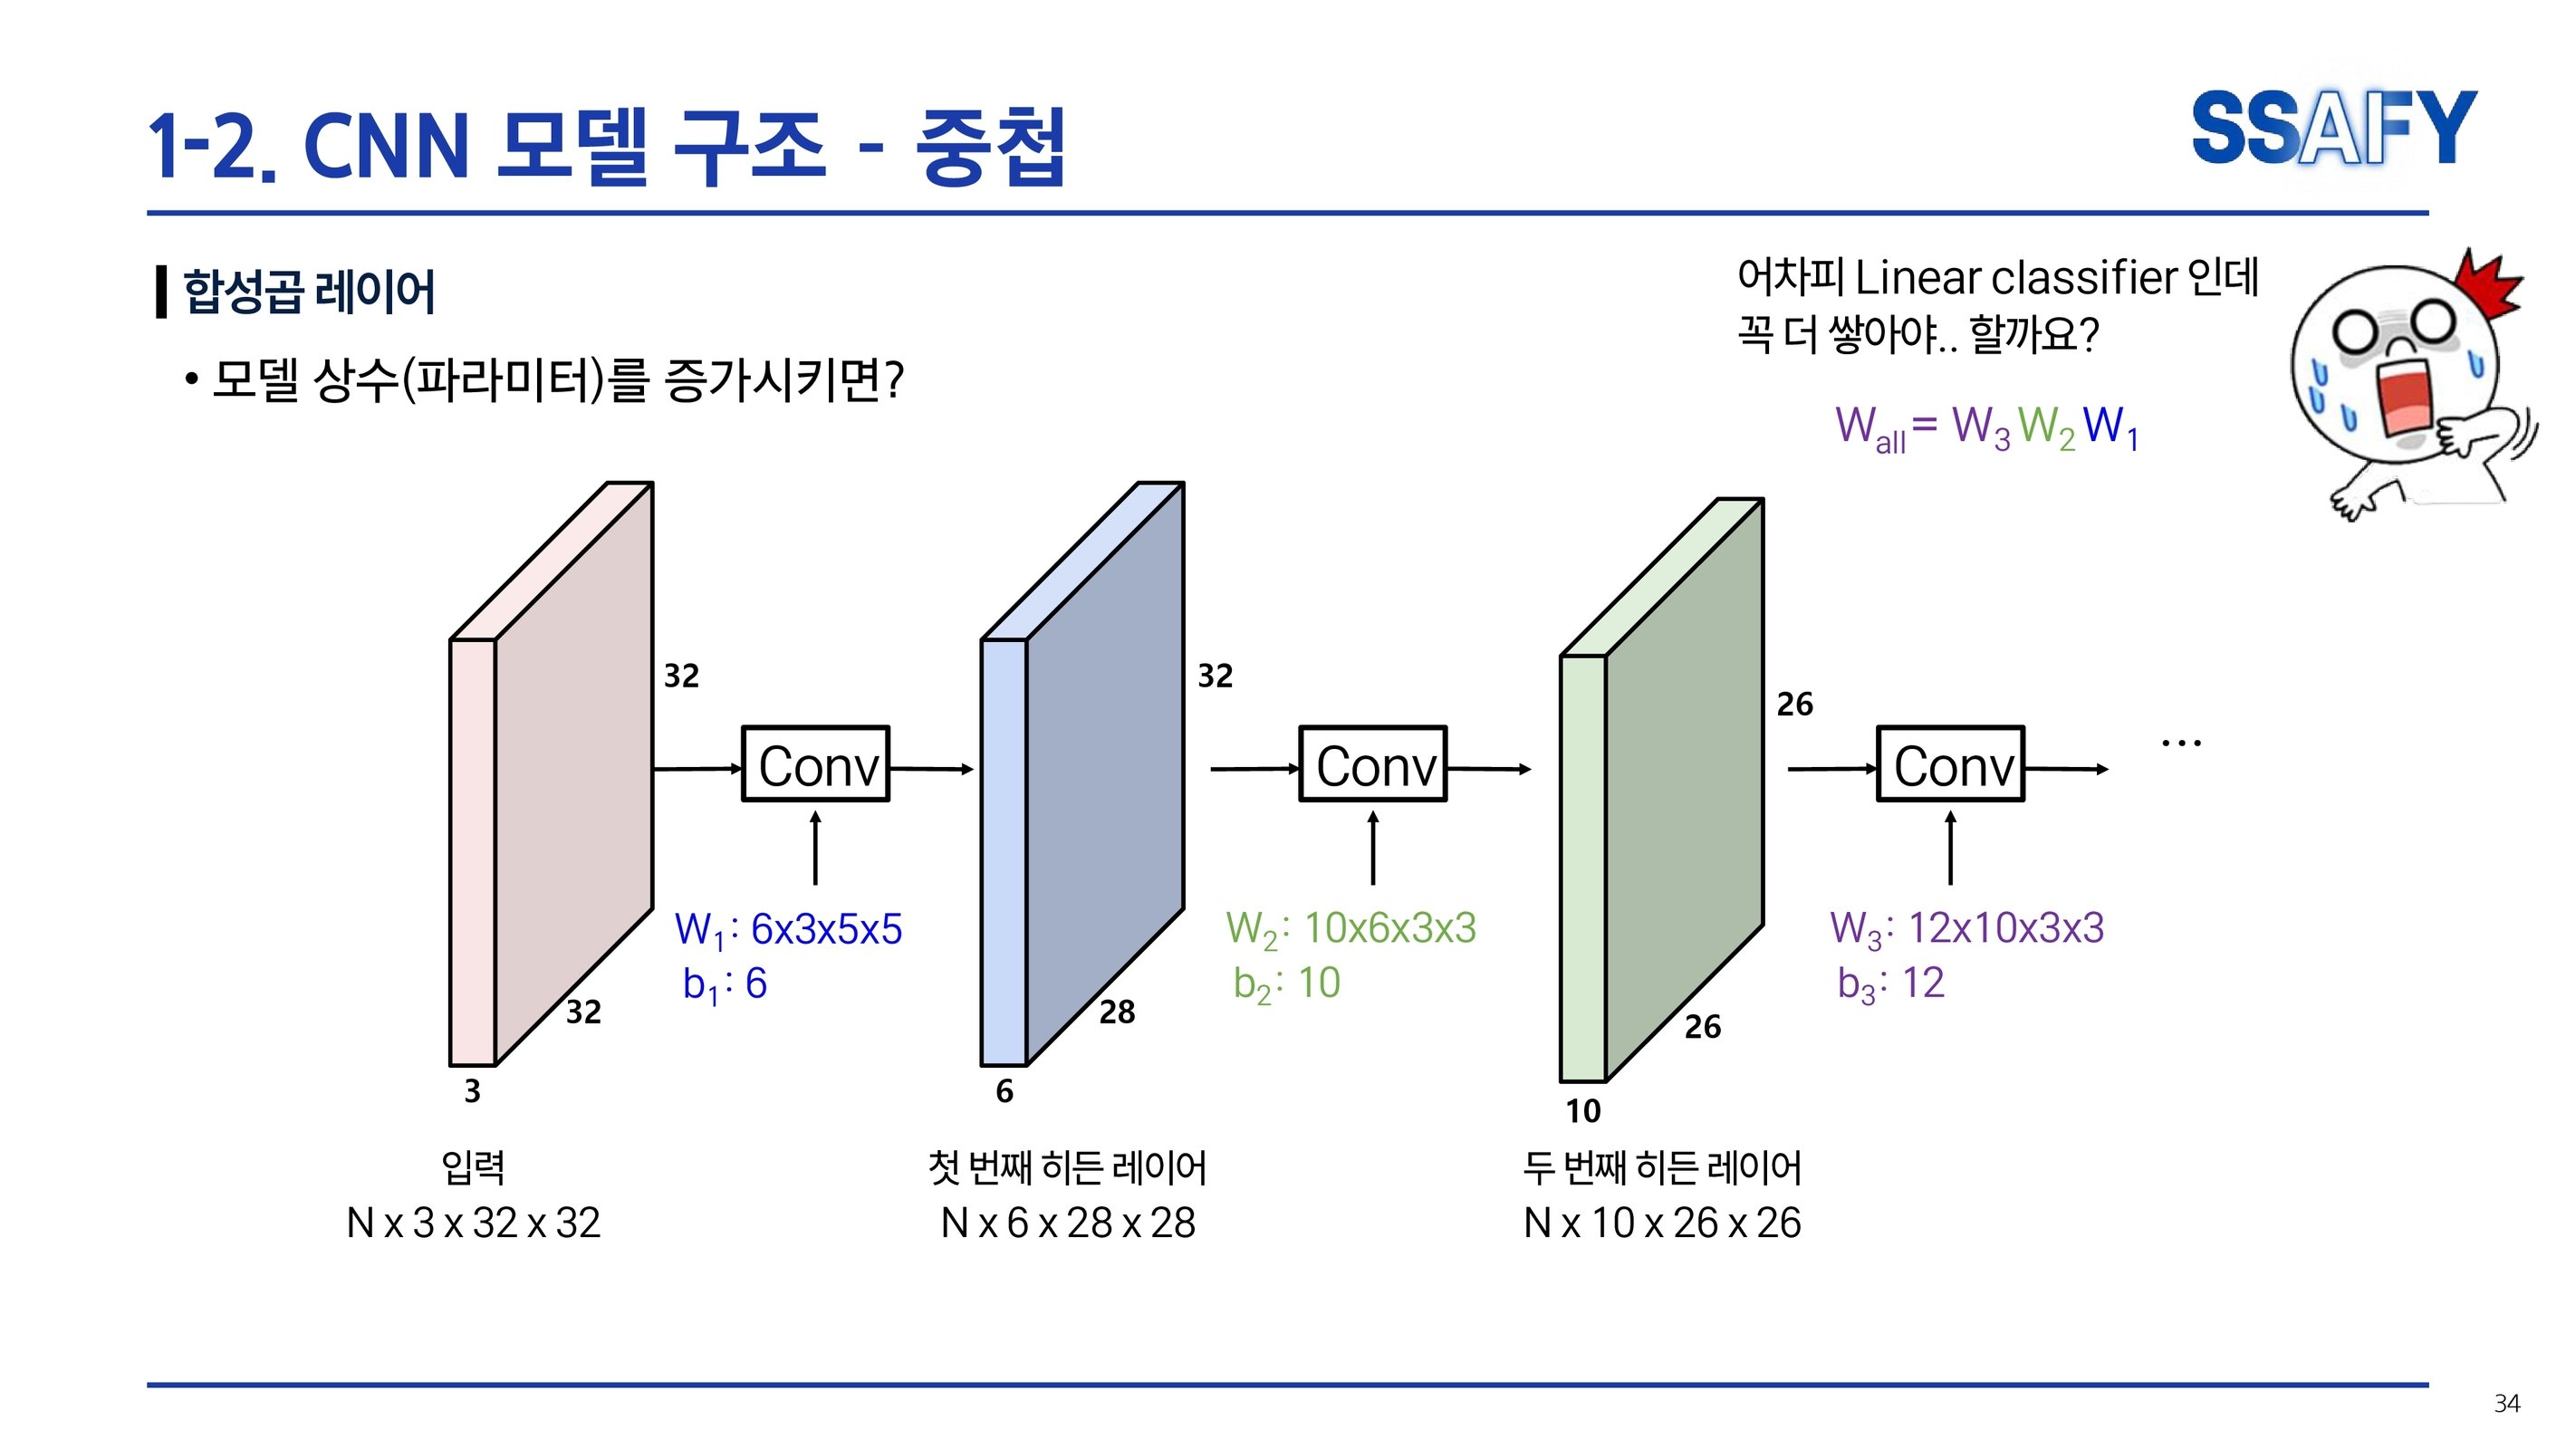 1-2. CNN 모델 구조 - 중첩
SSAFY
합성곱 레이어
• 모델 상수(파라미터)를 증가시키면?
어차피 Linear classifier 인데
꼭 더 쌓아야.. 할까요?
W_all = W_3 W_2 W_1
32
32
3
Conv
W_1: 6x3x5x5
b_1: 6
32
28
6
Conv
W_2: 10x6x3x3
b_2: 10
26
26
10
Conv
W_3: 12x10x3x3
b_3: 12
...
입력
N x 3 x 32 x 32
첫 번째 히든 레이어
N x 6 x 28 x 28
두 번째 히든 레이어
N x 10 x 26 x 26
34